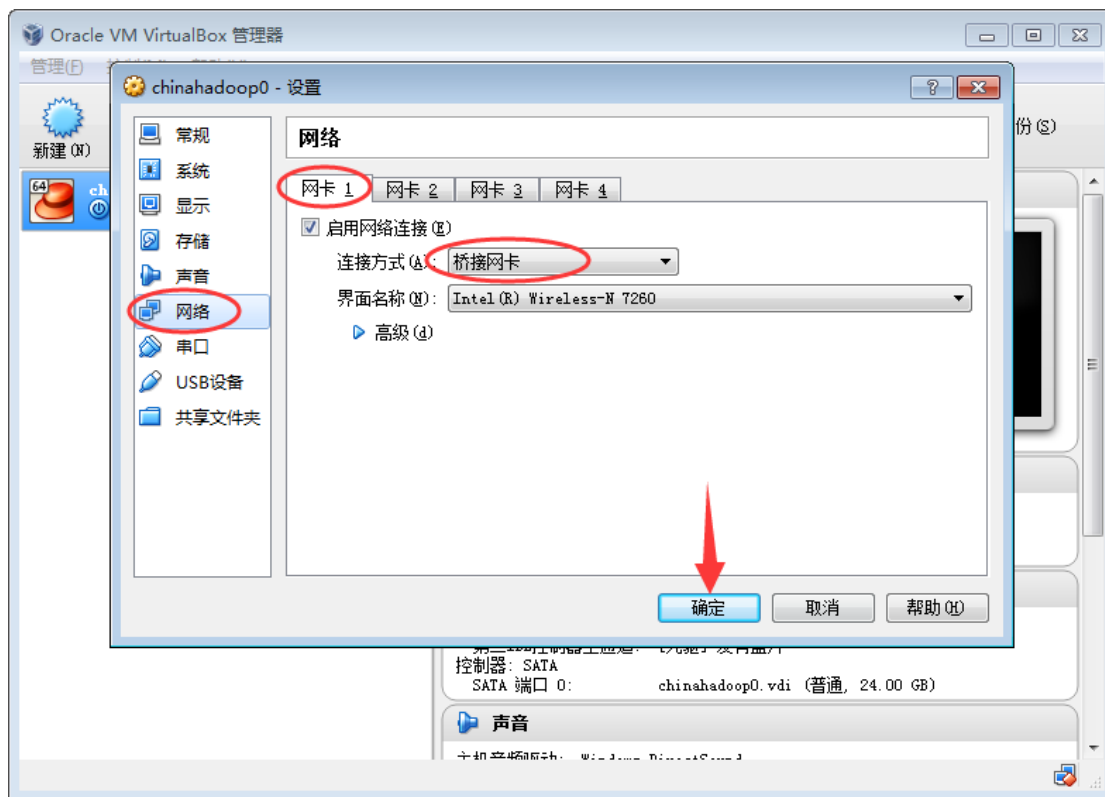 Oracle VM VirtualBox 管理器
管理(F)
chinahadoop0 - 设置
新建(N)
份(S)
64
ch
常规
系统
显示
存储
声音
网络
串口
USB设备
共享文件夹
网络
网卡 1
网卡 2
网卡 3
网卡 4
启用网络连接(E)
连接方式(A):
桥接网卡
界面名称(N):
Intel(R) Wireless-N 7260
高级(d)
确定
取消
帮助(H)
控制器: SATA
SATA 端口 0:
chinahadoop0.vdi (普通, 24.00 GB)
声音